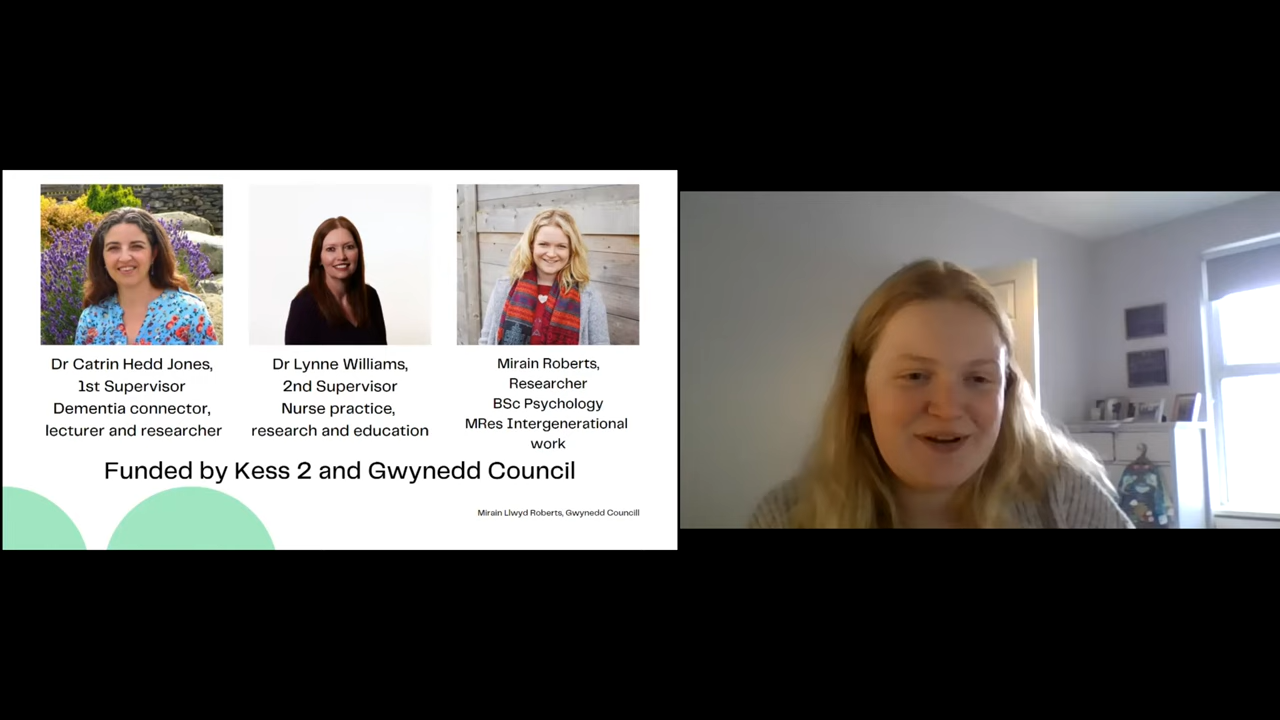 Dr Catrin Hedd Jones,
1st Supervisor
Dementia connector,
lecturer and researcher
Dr Lynne Williams,
2nd Supervisor
Nurse practice,
research and education
Mirain Roberts,
Researcher
BSc Psychology
MRes Intergenerational
work
Funded by Kess 2 and Gwynedd Council
Mirain Llwyd Roberts, Gwynedd Councill